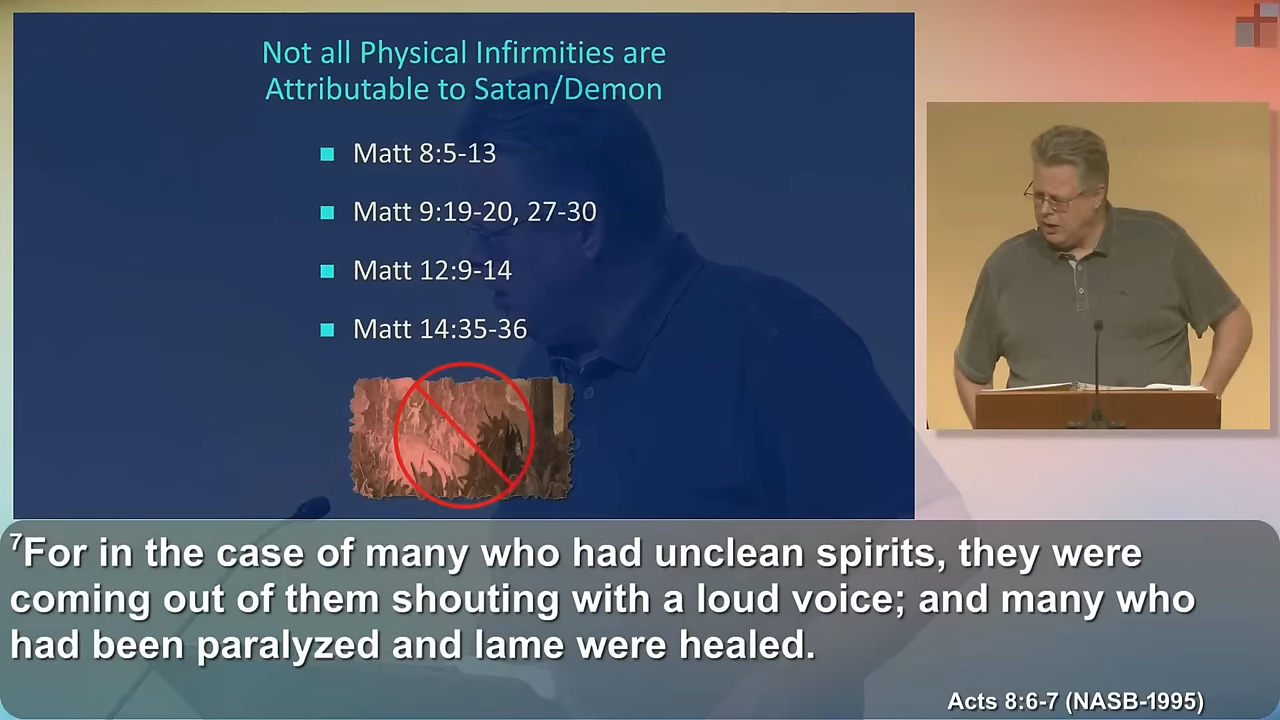 Not all Physical Infirmities are
Attributable to Satan/Demon
Matt 8:5-13
Matt 9:19-20, 27-30
Matt 12:9-14
Matt 14:35-36
7For in the case of many who had unclean spirits, they were
coming out of them shouting with a loud voice; and many who
had been paralyzed and lame were healed.
Acts 8:6-7 (NASB-1995)